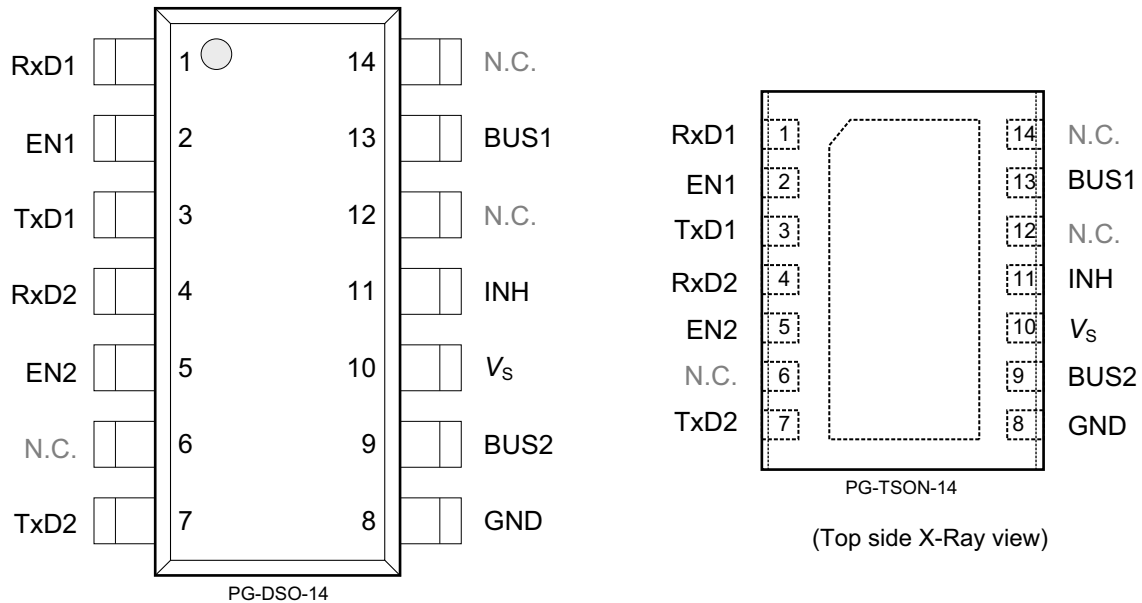 RxD1 1 14 N.C.
EN1 2 13 BUS1
TxD1 3 12 N.C.
RxD2 4 11 INH
EN2 5 10 VS
N.C. 6 9 BUS2
TxD2 7 8 GND
PG-DSO-14
RxD1 1 14 N.C.
EN1 2 13 BUS1
TxD1 3 12 N.C.
RxD2 4 11 INH
EN2 5 10 VS
N.C. 6 9 BUS2
TxD2 7 8 GND
PG-TSON-14
(Top side X-Ray view)